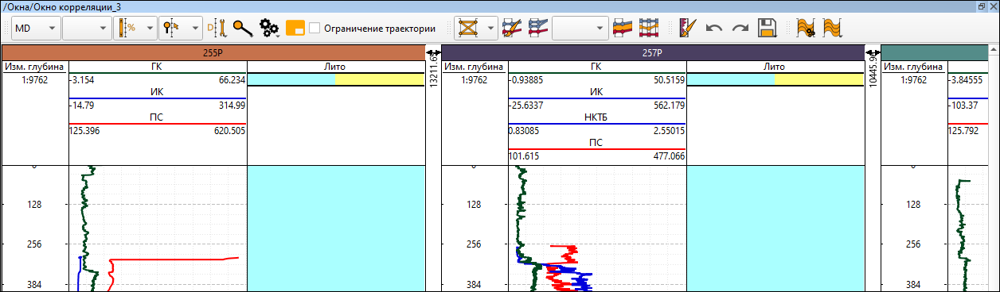 /Окна/Окно корреляции_3
MD % D Ограничение траектории
255P 13211.65 257P 10445.96
Изм. глубина ГК Лито Изм. глубина ГК Лито Изм. глубина
1:9762 -3.154 66.234 1:9762 -0.93885 50.5159 1:9762 -3.84555
ИК ИК
-14.79 314.99 -25.6337 562.179 -103.37
ПС НКТБ
125.396 620.505 0.83085 2.55015 125.792
ПС
101.615 477.066
0 0 0
128 128 128
256 256 256
384 384 384